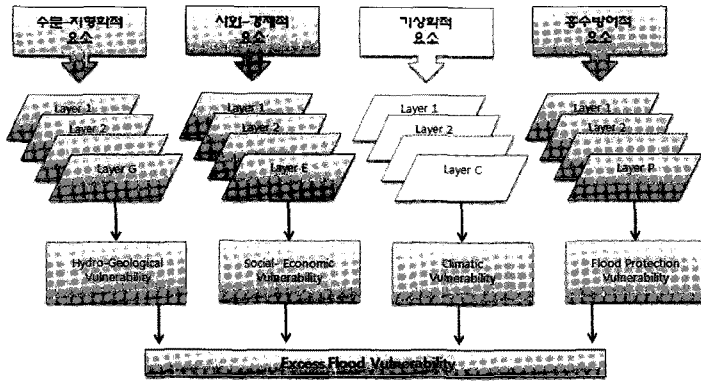 수문-지형학적
요소
사회-경제적
요소
기상학적
요소
홍수방어적
요소
Layer 1
Layer 2
Layer G
Layer 1
Layer 2
Layer E
Layer 1
Layer 2
Layer C
Layer 1
Layer 2
Layer P
Hydro-Geological
Vulnerability
Social- Economic
Vulnerability
Climatic
Vulnerability
Flood Protection
Vulnerability
Excess Flood Vulnerability